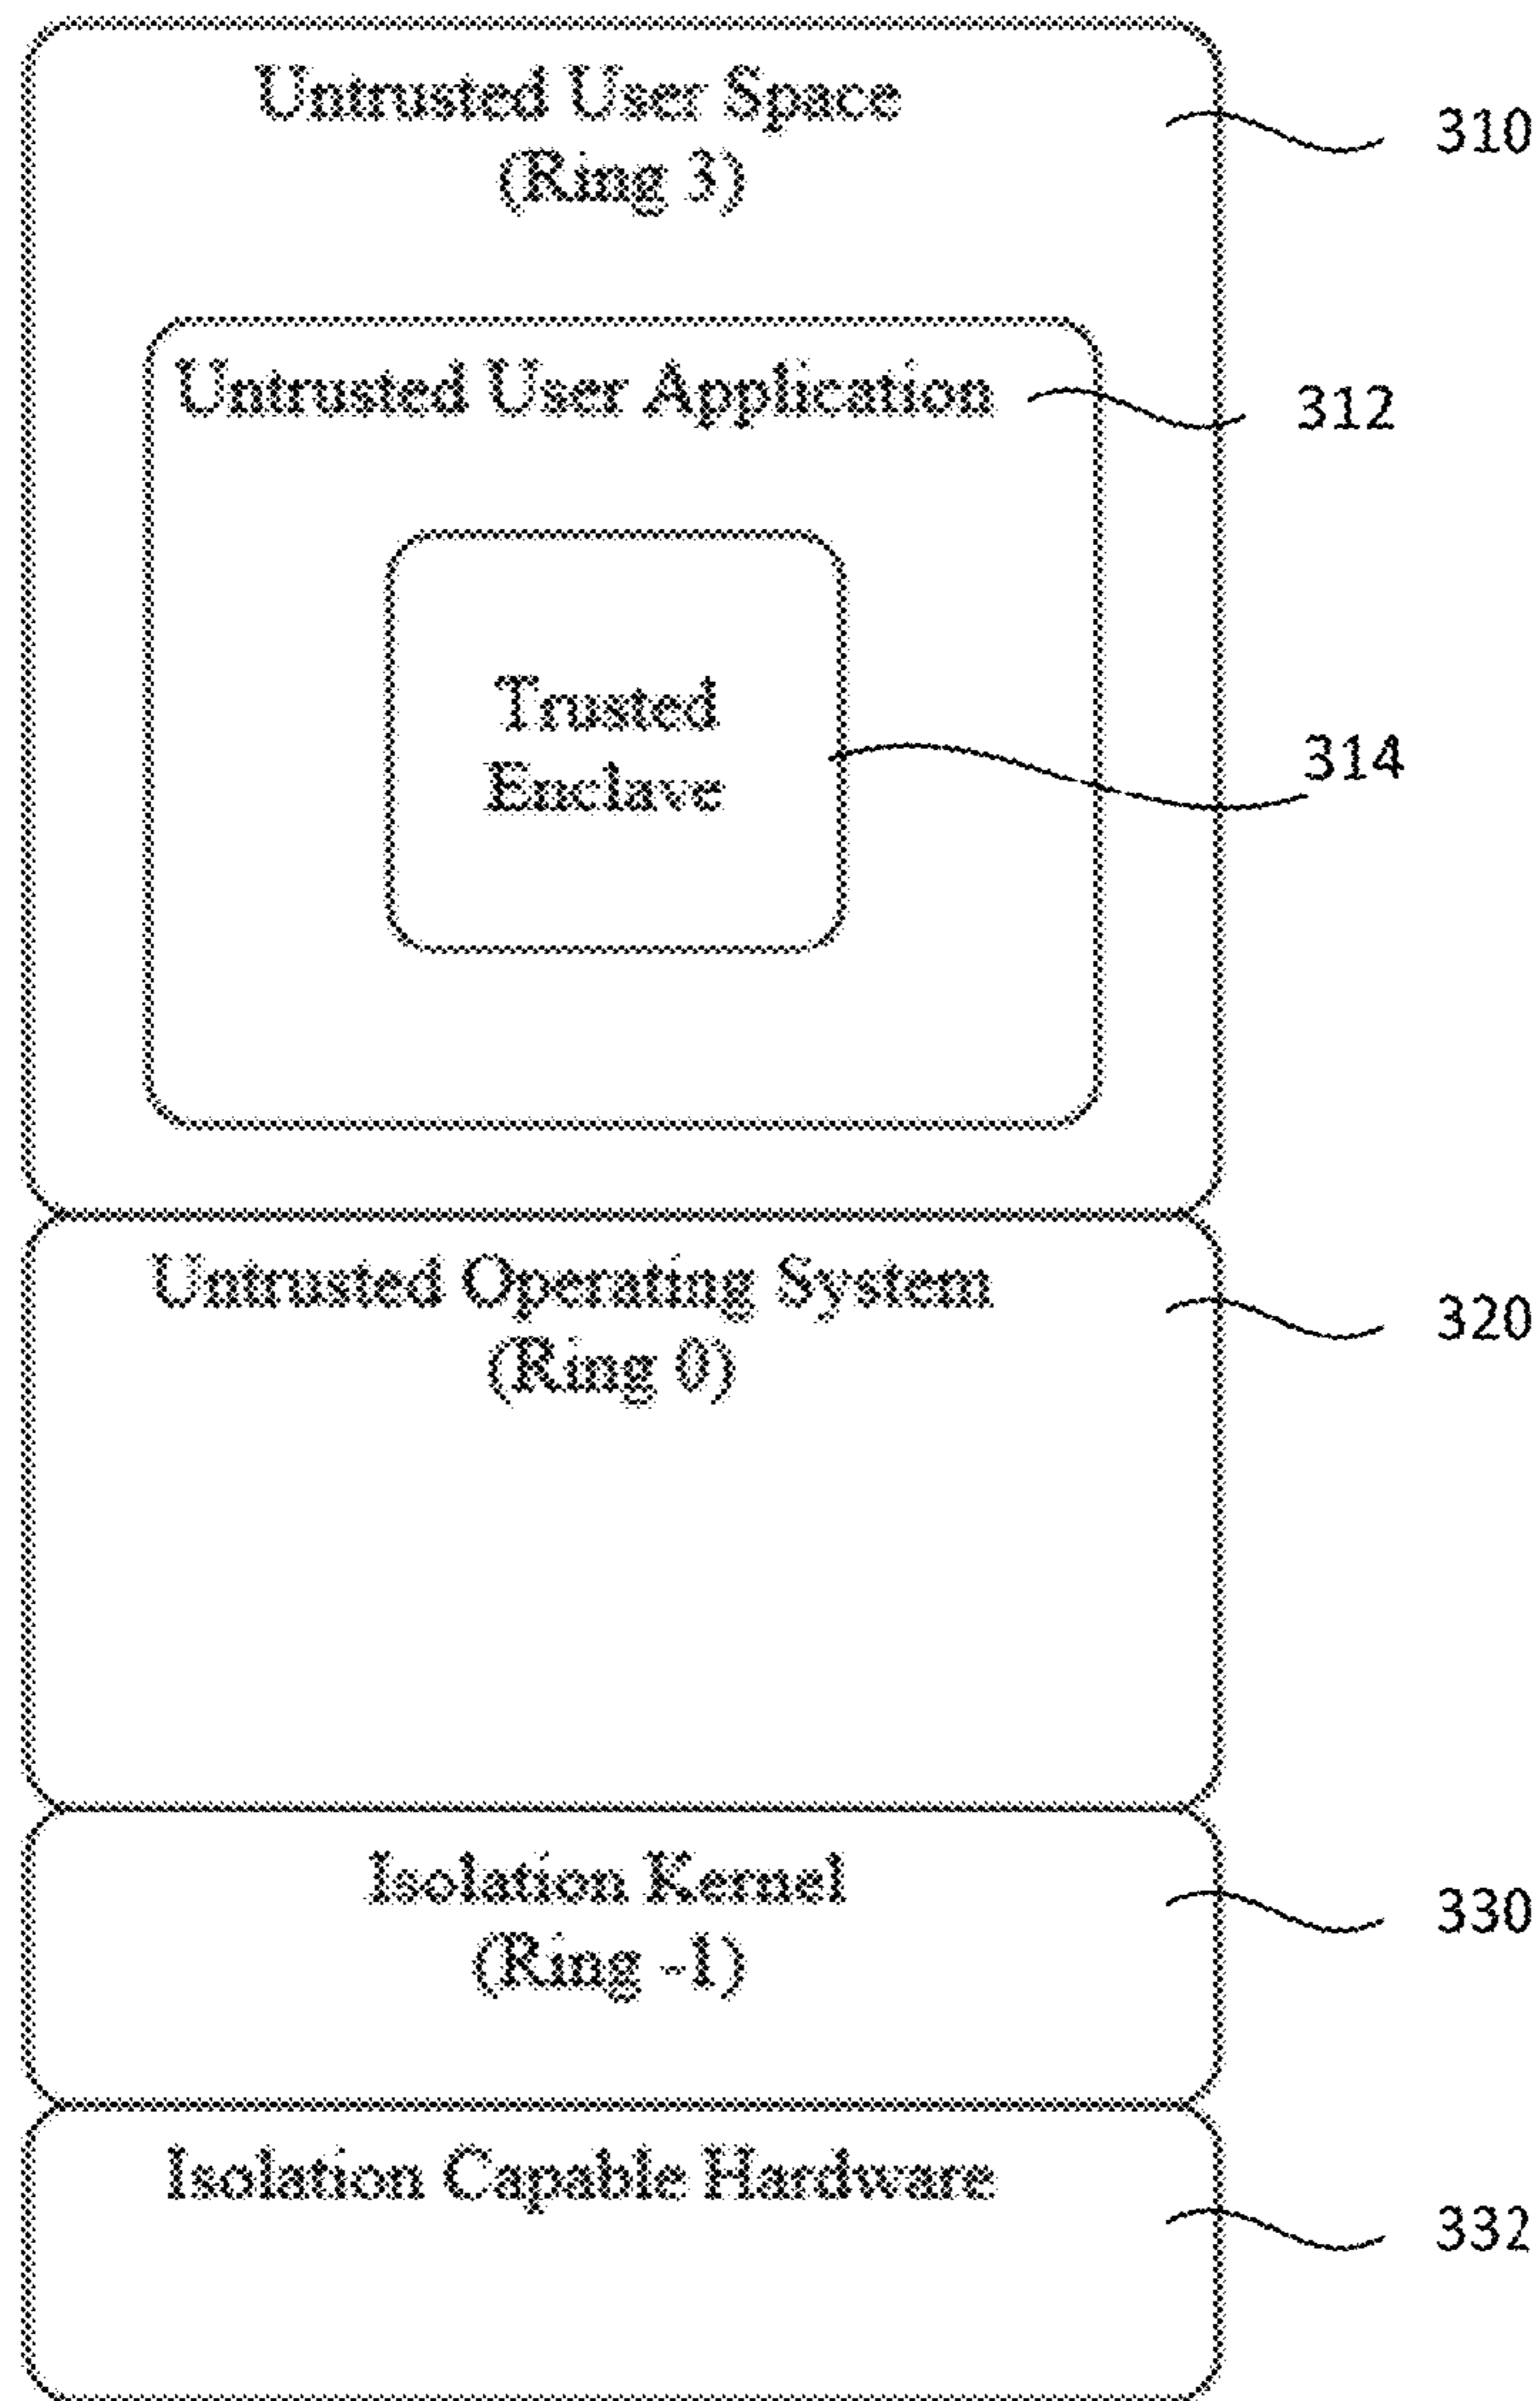 Untrusted User Space
(Ring 3)
310
Untrusted User Application
312
Trusted
Enclave
314
Untrusted Operating System
(Ring 0)
320
Isolation Kernel
(Ring -1)
330
Isolation Capable Hardware
332